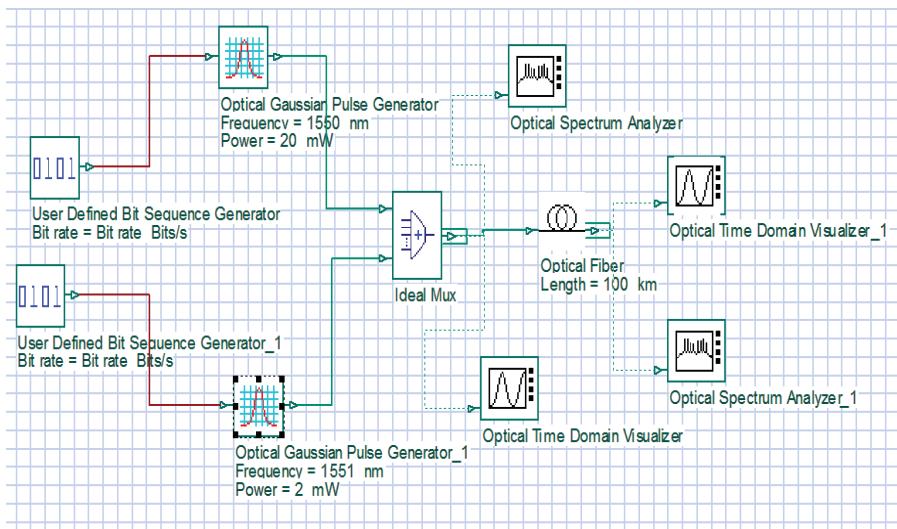 Optical Gaussian Pulse Generator
Frequency = 1550 nm
Power = 20 mW
Optical Spectrum Analyzer
0101
User Defined Bit Sequence Generator
Bit rate = Bit rate Bits/s
Optical Time Domain Visualizer_1
Optical Fiber
Length = 100 km
Ideal Mux
0101
User Defined Bit Sequence Generator_1
Bit rate = Bit rate Bits/s
Optical Spectrum Analyzer_1
Optical Time Domain Visualizer
Optical Gaussian Pulse Generator_1
Frequency = 1551 nm
Power = 2 mW